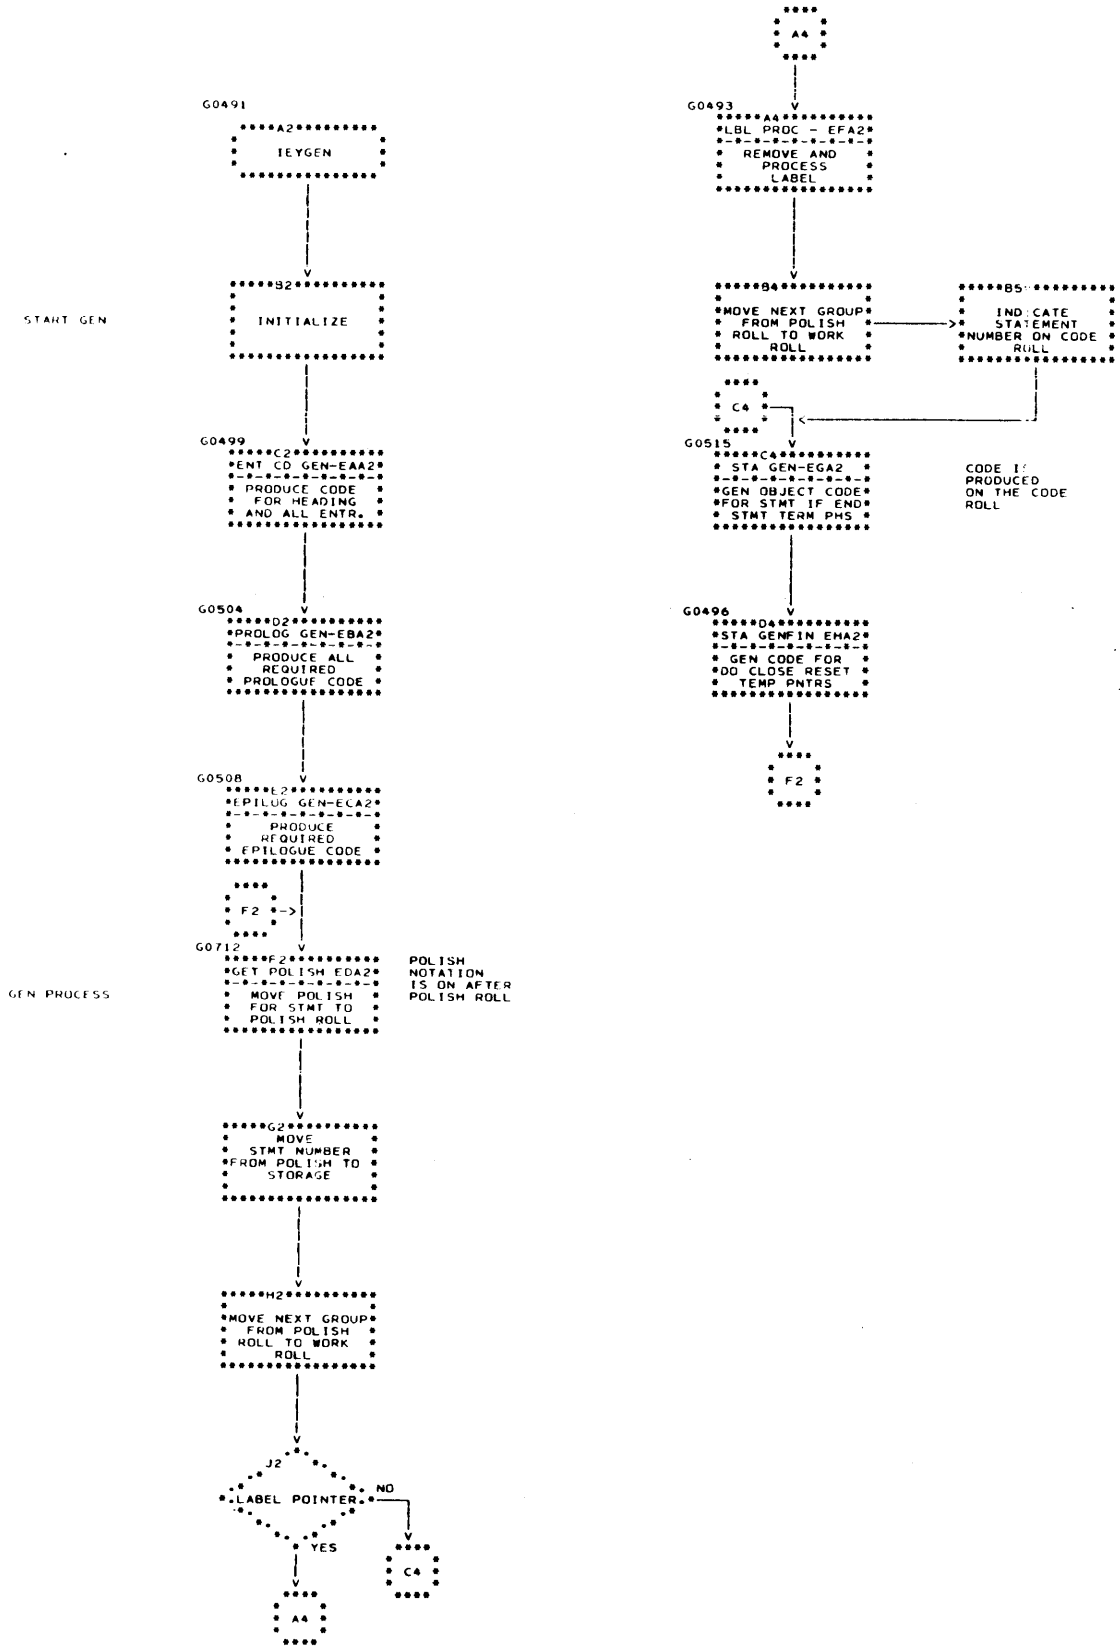 G0491
A2
IEYGEN
START GEN
B2
INITIALIZE
G0499
C2
ENT CD GEN-EAA2
PRODUCE CODE
FOR HEADING
AND ALL ENTR.
G0504
D2
PROLOG GEN-EBA2
PRODUCE ALL
REQUIRED
PROLOGUE CODE
G0508
E2
EPILOG GEN-ECA2
PRODUCE
REQUIRED
EPILOGUE CODE
F2
G0712
GEN PROCESS
F2
GET POLISH EDA2
MOVE POLISH
FOR STMT TO
POLISH ROLL
POLISH
NOTATION
IS ON AFTER
POLISH ROLL
G2
MOVE
STMT NUMBER
FROM POLISH TO
STORAGE
H2
MOVE NEXT GROUP
FROM POLISH
ROLL TO WORK
ROLL
J2
LABEL POINTER
NO
YES
C4
A4
A4
G0493
A4
LBL PROC - EFA2
REMOVE AND
PROCESS
LABEL
B4
MOVE NEXT GROUP
FROM POLISH
ROLL TO WORK
ROLL
B5
INDICATE
STATEMENT
NUMBER ON CODE
ROLL
C4
G0515
C4
STA GEN-EGA2
GEN OBJECT CODE
FOR STMT IF END
STMT TERM PHS
CODE IS
PRODUCED
ON THE CODE
ROLL
G0496
D4
STA GENFIN EHA2
GEN CODE FOR
DO CLOSE RESET
TEMP PNTRS
F2